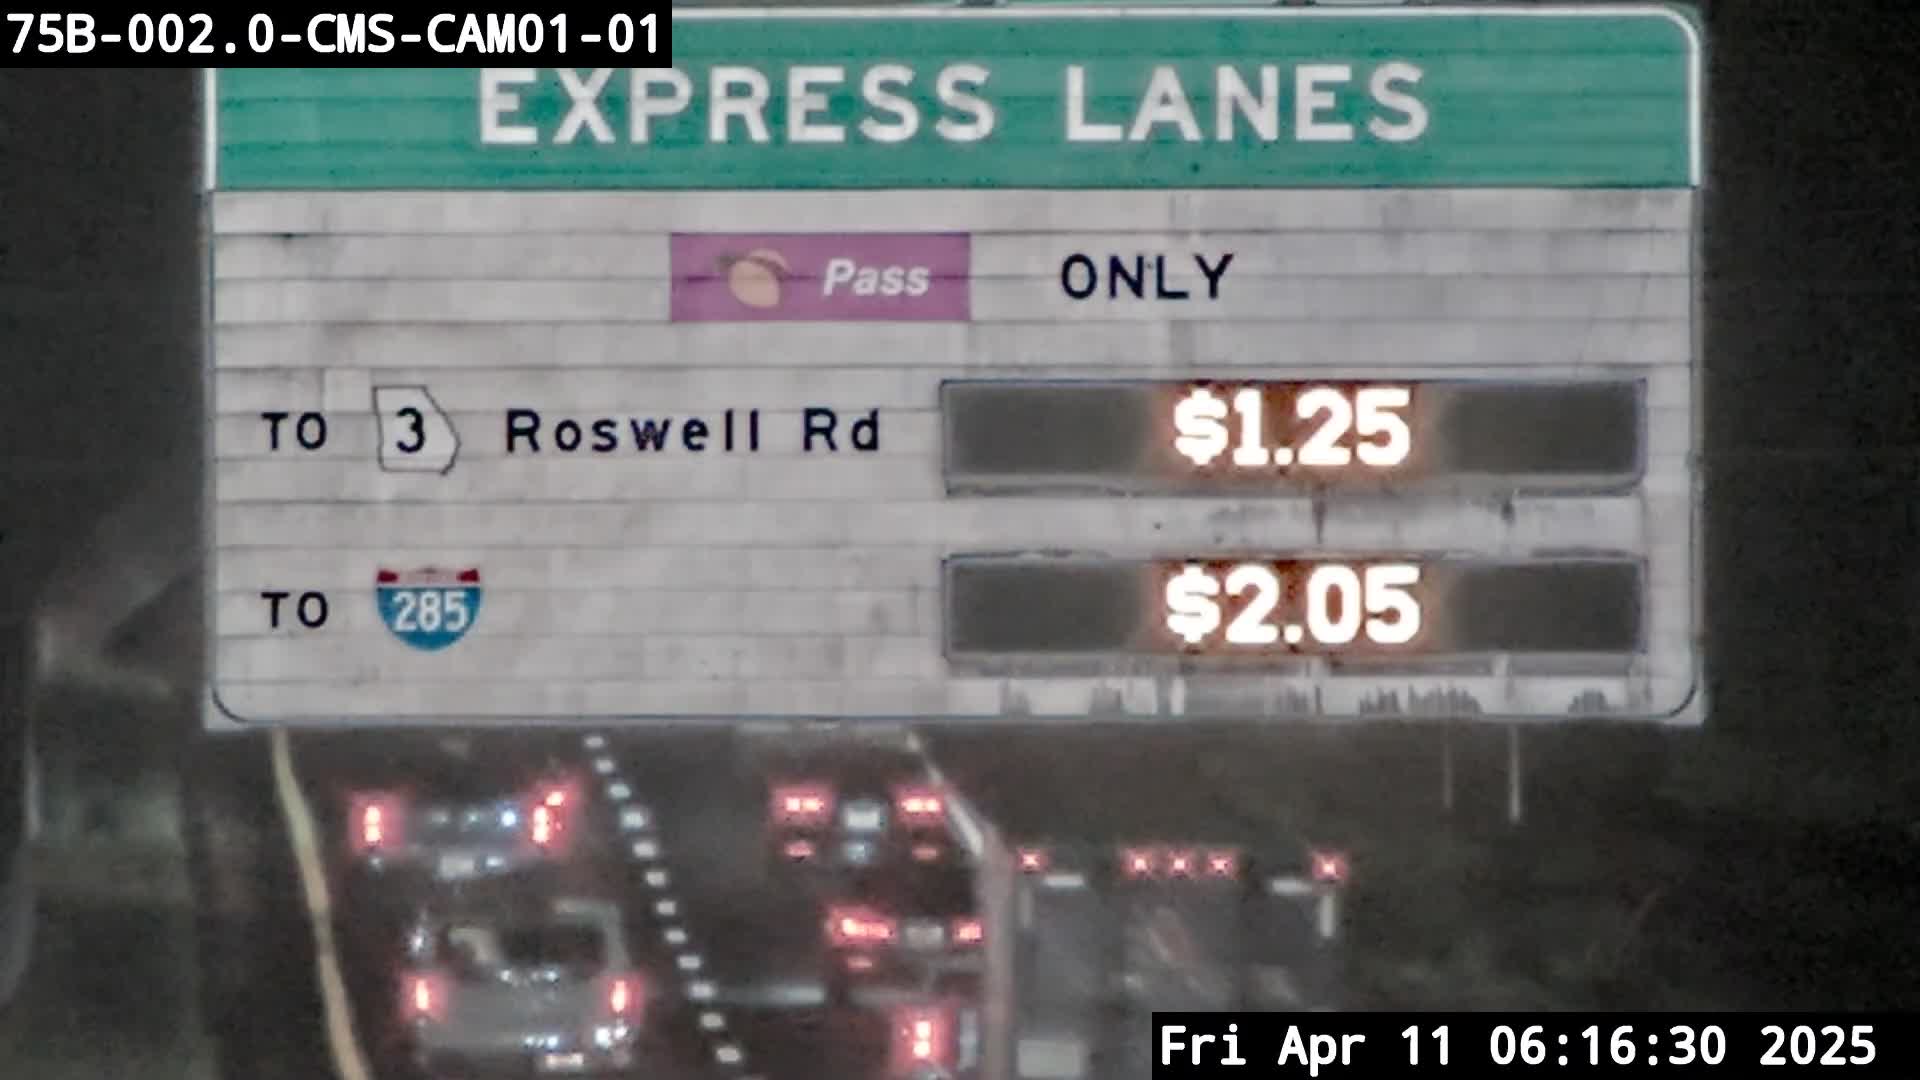 75B-002.0-CMS-CAM01-01
EXPRESS LANES
Pass ONLY
TO 3 Roswell Rd $1.25
TO 285 $2.05
Fri Apr 11 06:16:30 2025